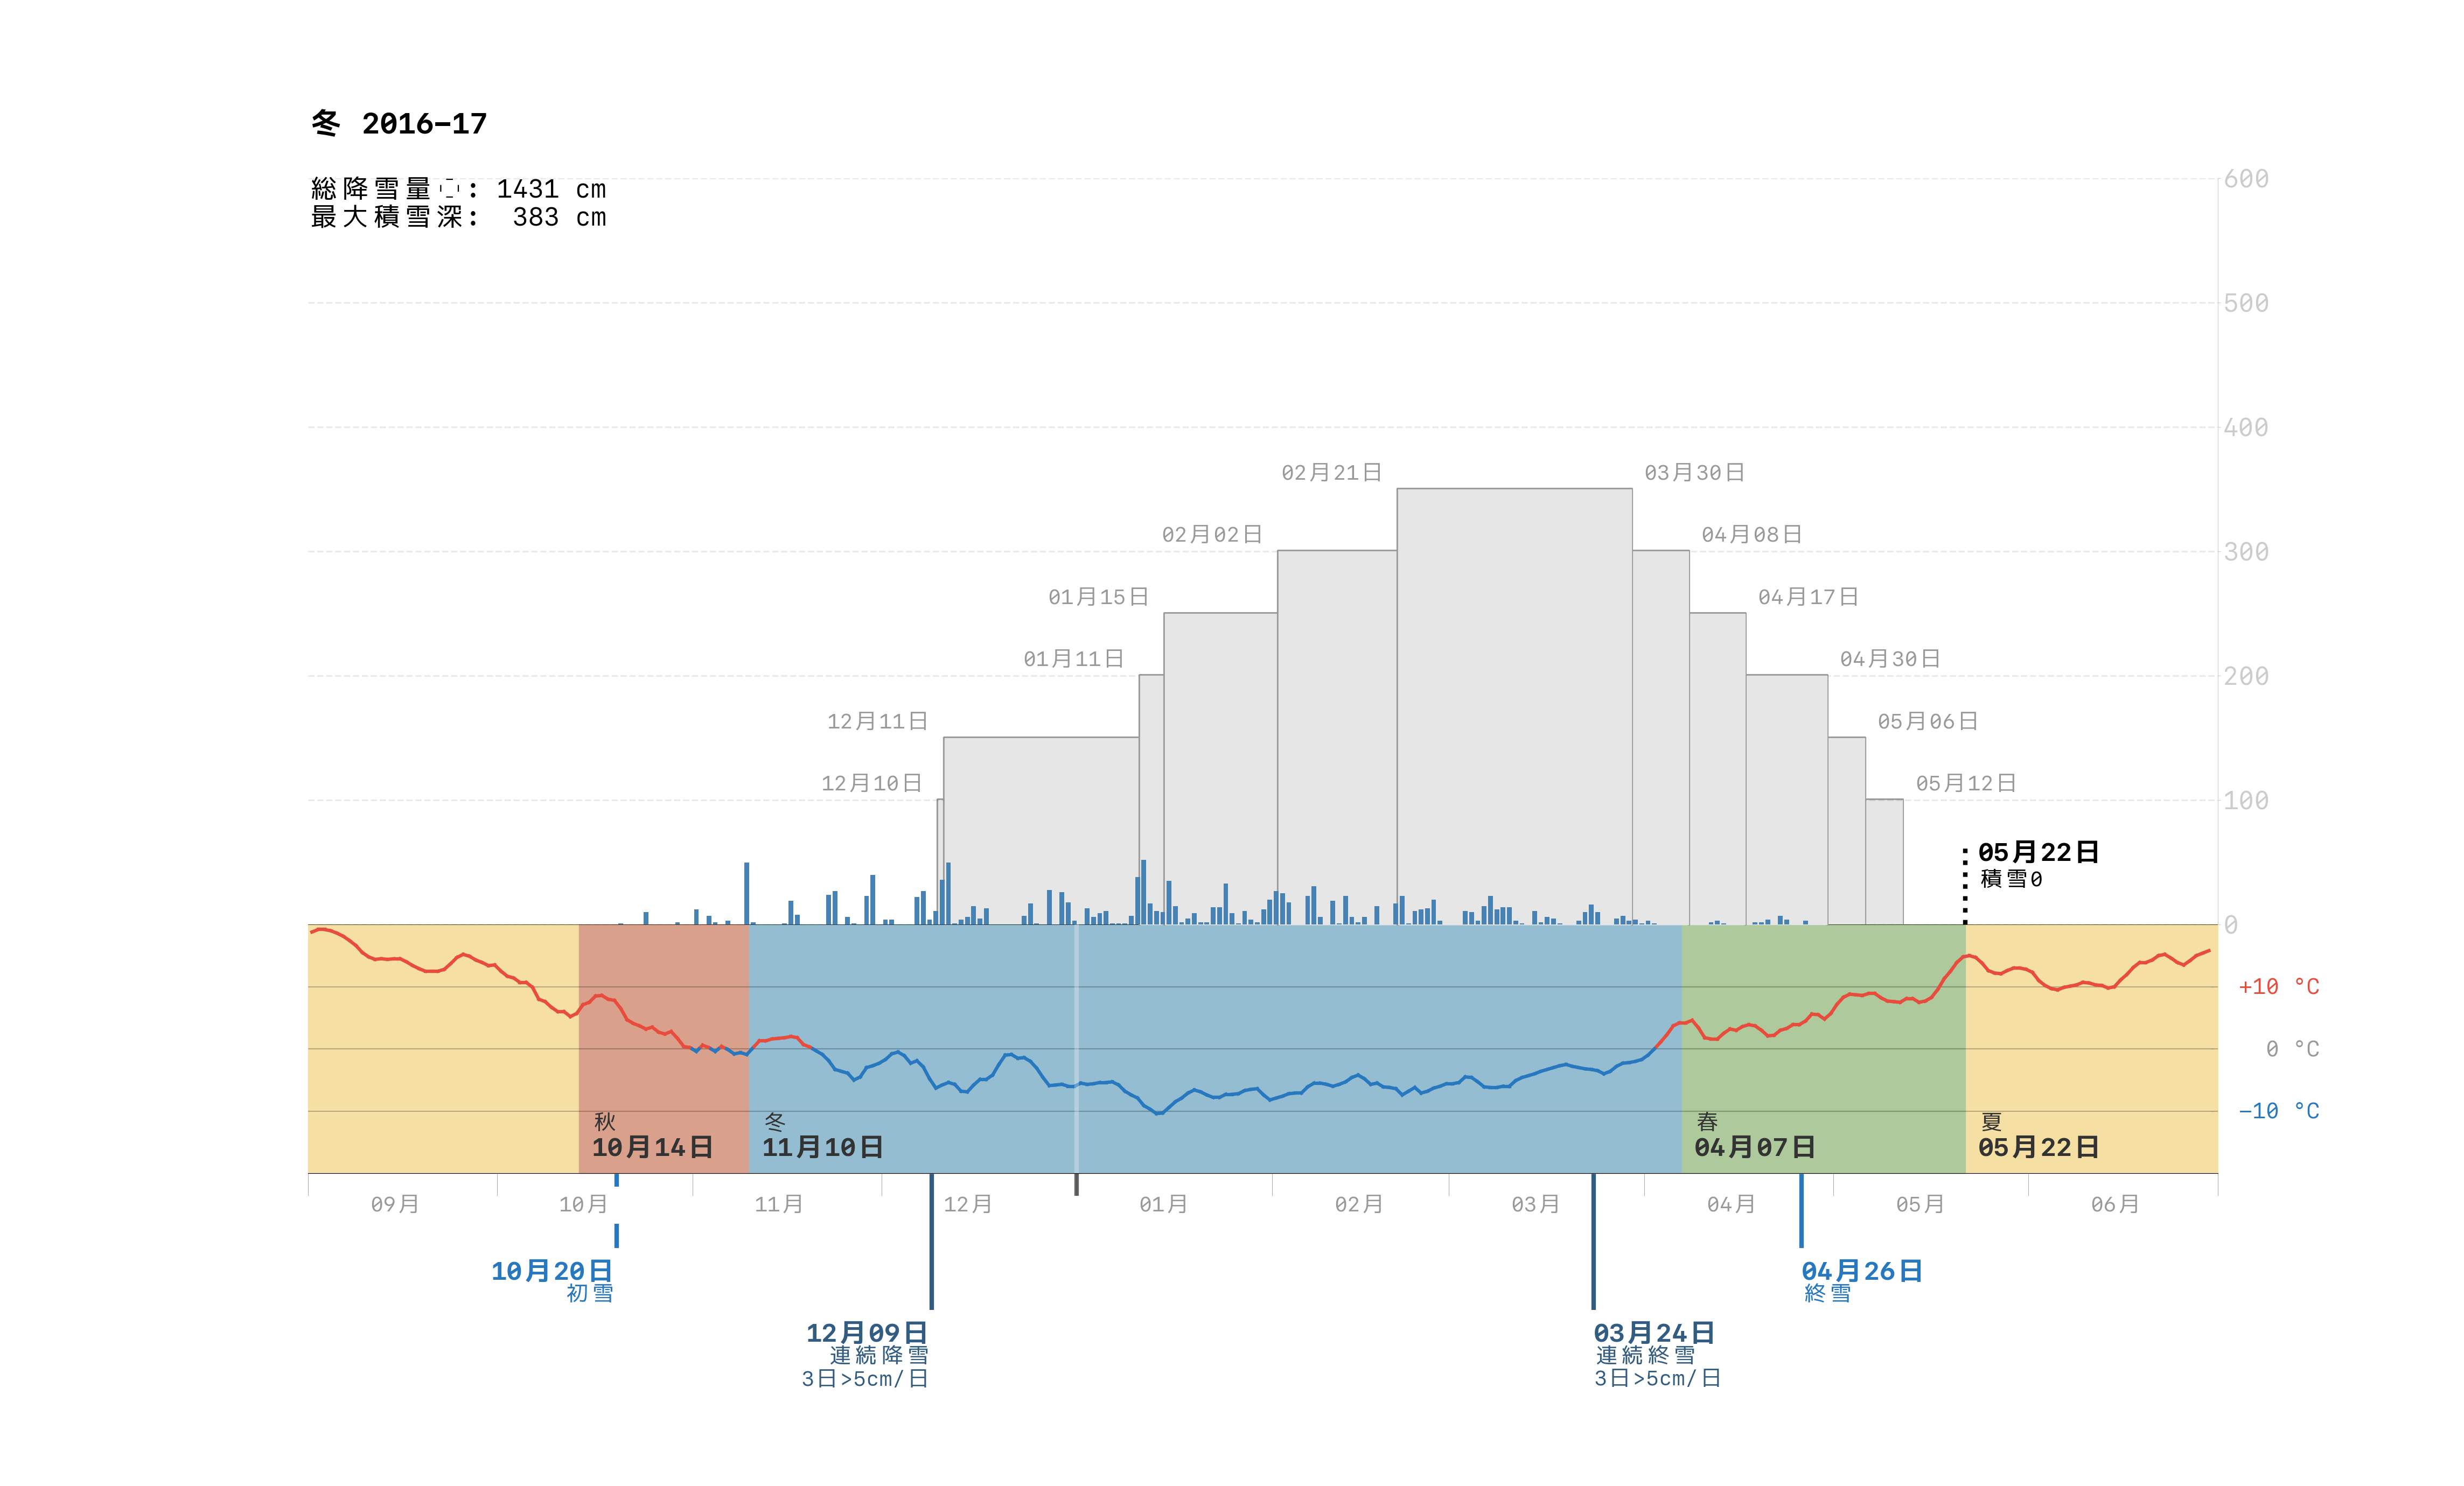 冬 2016–17
総降雪量: 1431 cm
最大積雪深: 383 cm
600
500
400
300
200
100
0
02月21日
03月30日
02月02日
04月08日
01月15日
04月17日
01月11日
04月30日
12月11日
05月06日
12月10日
05月12日
05月22日
積雪0
+10 °C
0 °C
−10 °C
秋
10月14日
冬
11月10日
春
04月07日
夏
05月22日
09月
10月
11月
12月
01月
02月
03月
04月
05月
06月
10月20日
初雪
04月26日
終雪
12月09日
連続降雪
3日>5cm/日
03月24日
連続終雪
3日>5cm/日